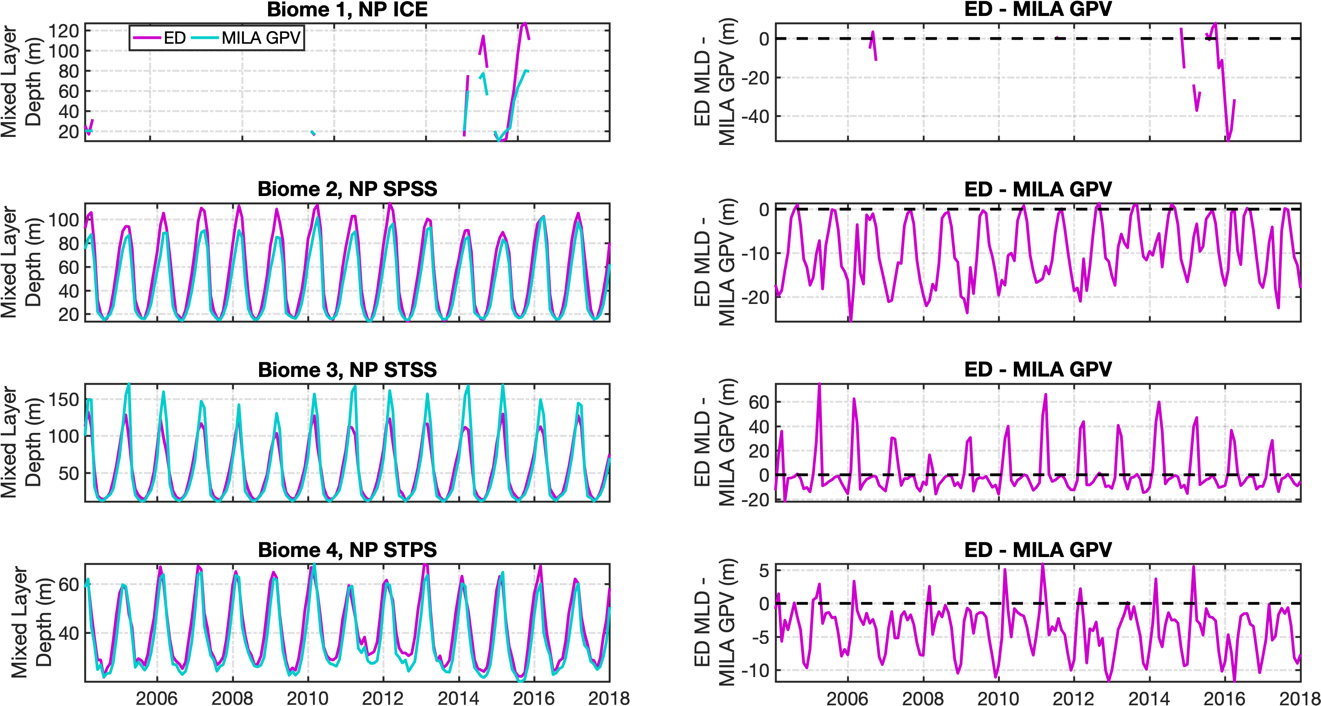 Biome 1, NP ICE
ED - MILA GPV
Mixed Layer
Depth (m)
120
100
80
60
40
20
ED
MILA GPV
ED MLD -
MILA GPV (m)
0
-20
-40
Biome 2, NP SPSS
ED - MILA GPV
Mixed Layer
Depth (m)
100
80
60
40
20
ED MLD -
MILA GPV (m)
0
-10
-20
Biome 3, NP STSS
ED - MILA GPV
Mixed Layer
Depth (m)
150
100
50
ED MLD -
MILA GPV (m)
60
40
20
0
-20
Biome 4, NP STPS
ED - MILA GPV
Mixed Layer
Depth (m)
60
40
ED MLD -
MILA GPV (m)
5
0
-5
-10
2006 2008 2010 2012 2014 2016 2018
2006 2008 2010 2012 2014 2016 2018